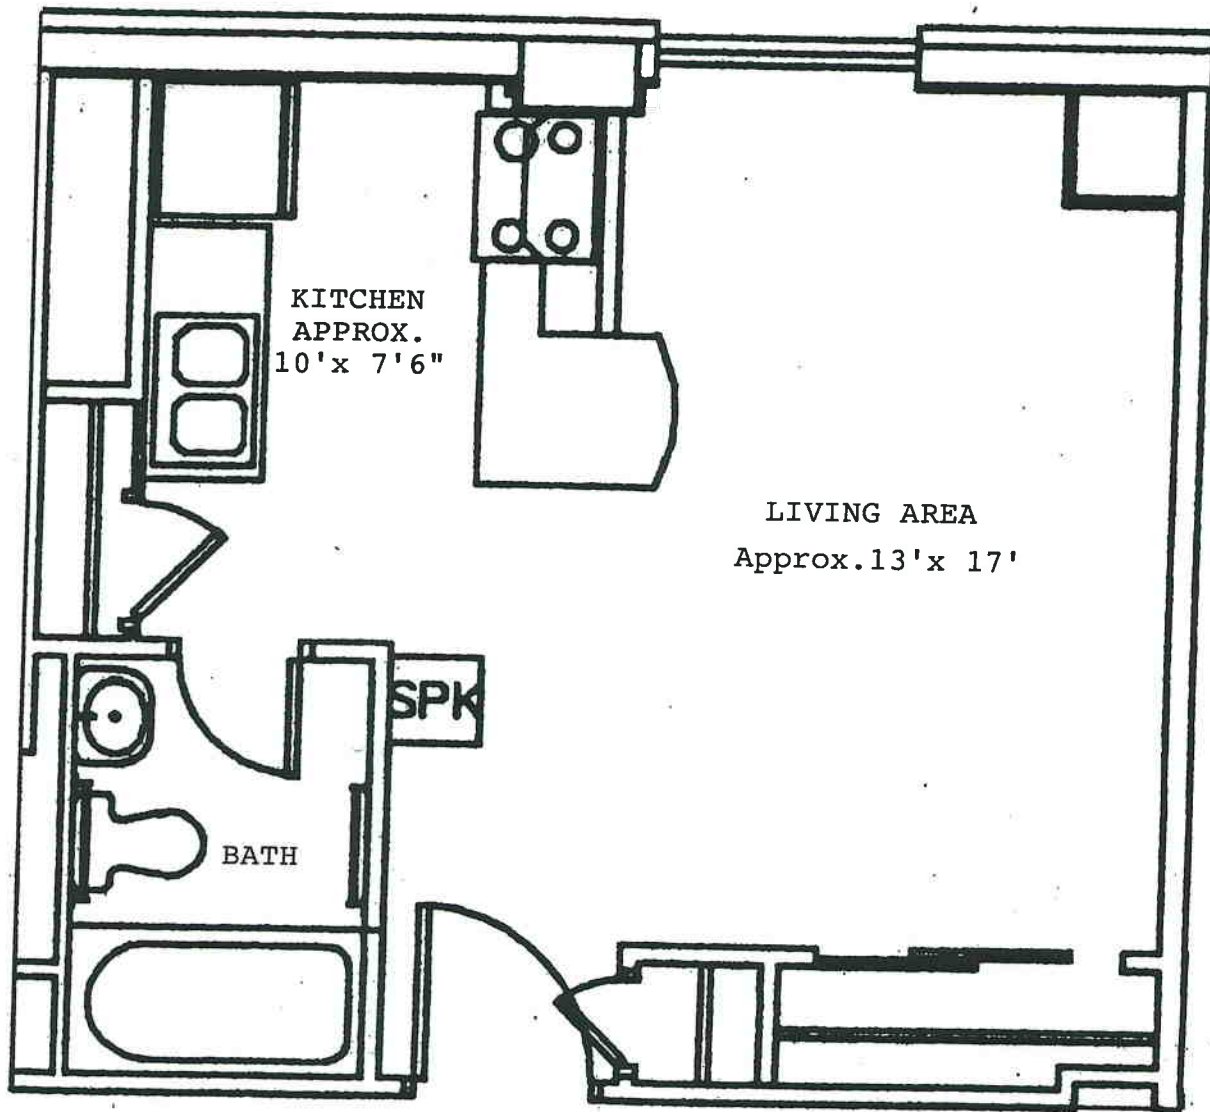 KITCHEN
APPROX.
10'x 7'6"
LIVING AREA
Approx.13'x 17'
SPK
BATH